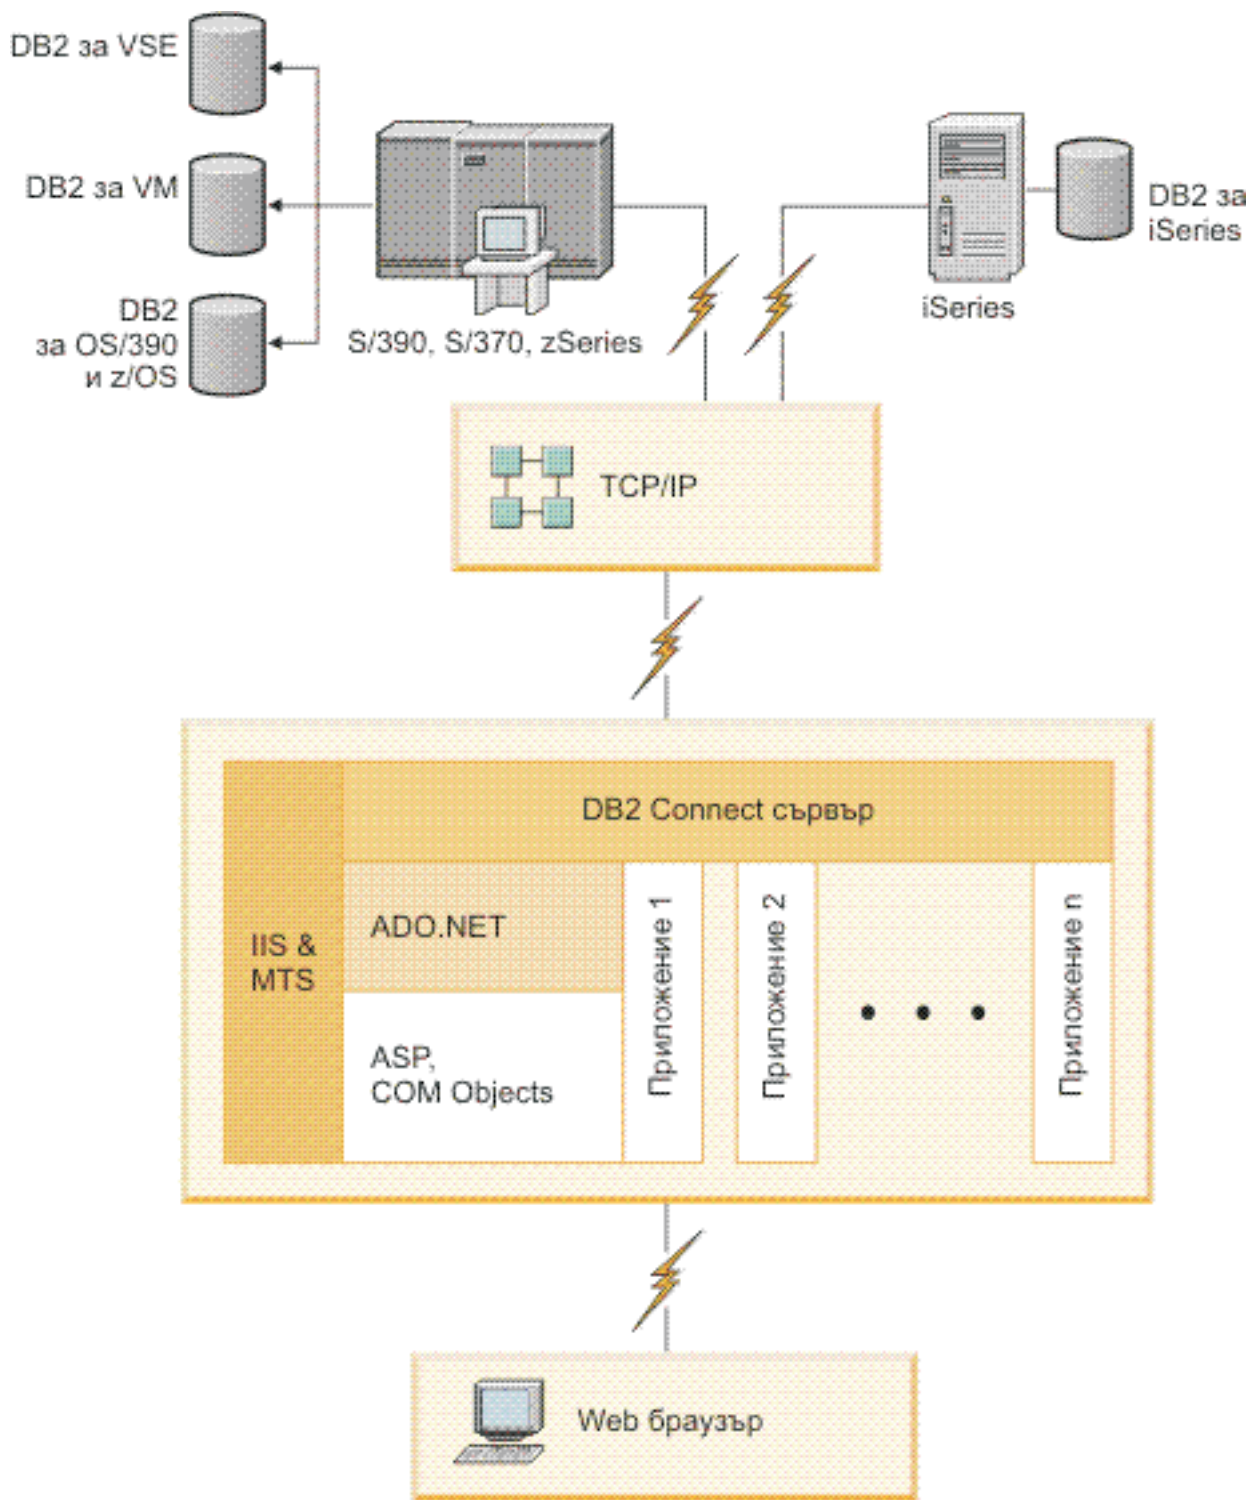 DB2 за VSE
DB2 за VM
DB2
за OS/390
и z/OS
S/390, S/370, zSeries
iSeries
DB2 за
iSeries
TCP/IP
DB2 Connect сървър
IIS &
MTS
ADO.NET
ASP,
COM Objects
Приложение 1
Приложение 2
Приложение n
Web браузър